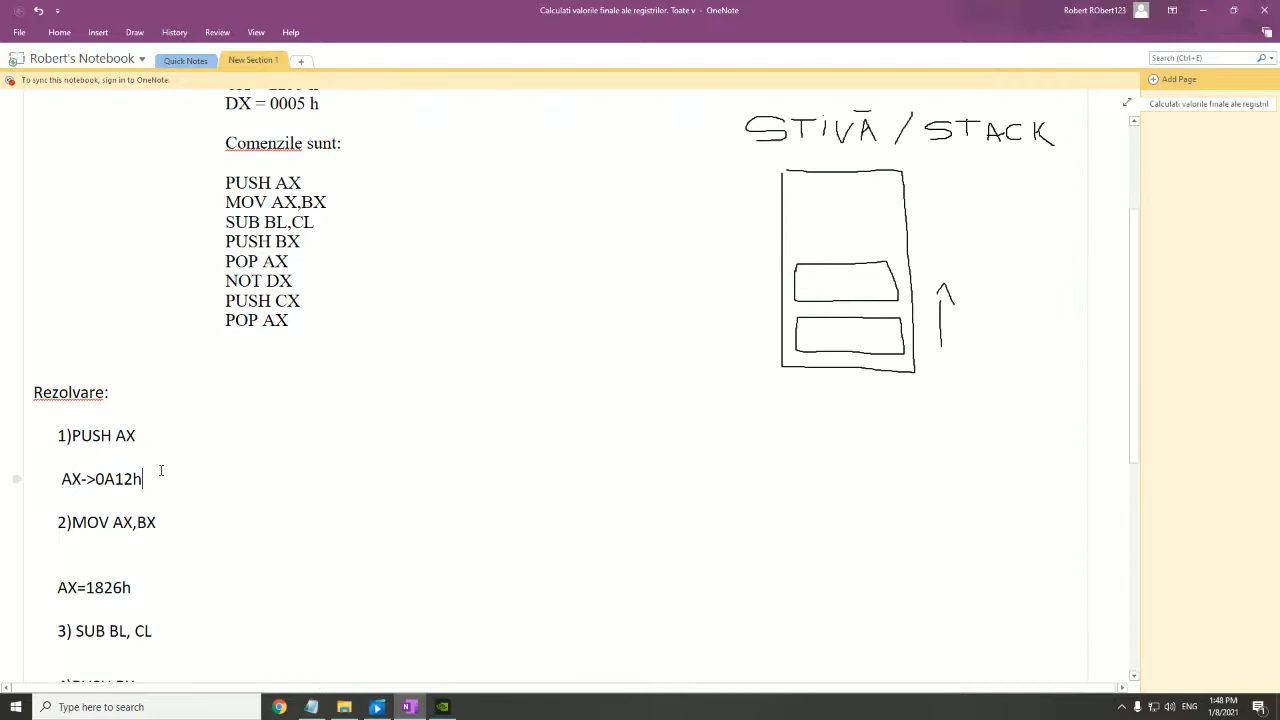 Calculati valorile finale ale registrilor. Toate v - OneNote
Robert RObert123
File Home Insert Draw History Review View Help
Robert's Notebook
Quick Notes
New Section 1
Search (Ctrl+E)
To sync this notebook, sign in to OneNote.
Add Page
Calculati valorile finale ale registril
DX = 0005 h
STIVĂ / STACK
Comenzile sunt:
PUSH AX
MOV AX,BX
SUB BL,CL
PUSH BX
POP AX
NOT DX
PUSH CX
POP AX
Rezolvare:
1)PUSH AX
AX->0A12h
2)MOV AX,BX
AX=1826h
3) SUB BL, CL
Type here to search
ENG
1:48 PM
1/8/2021